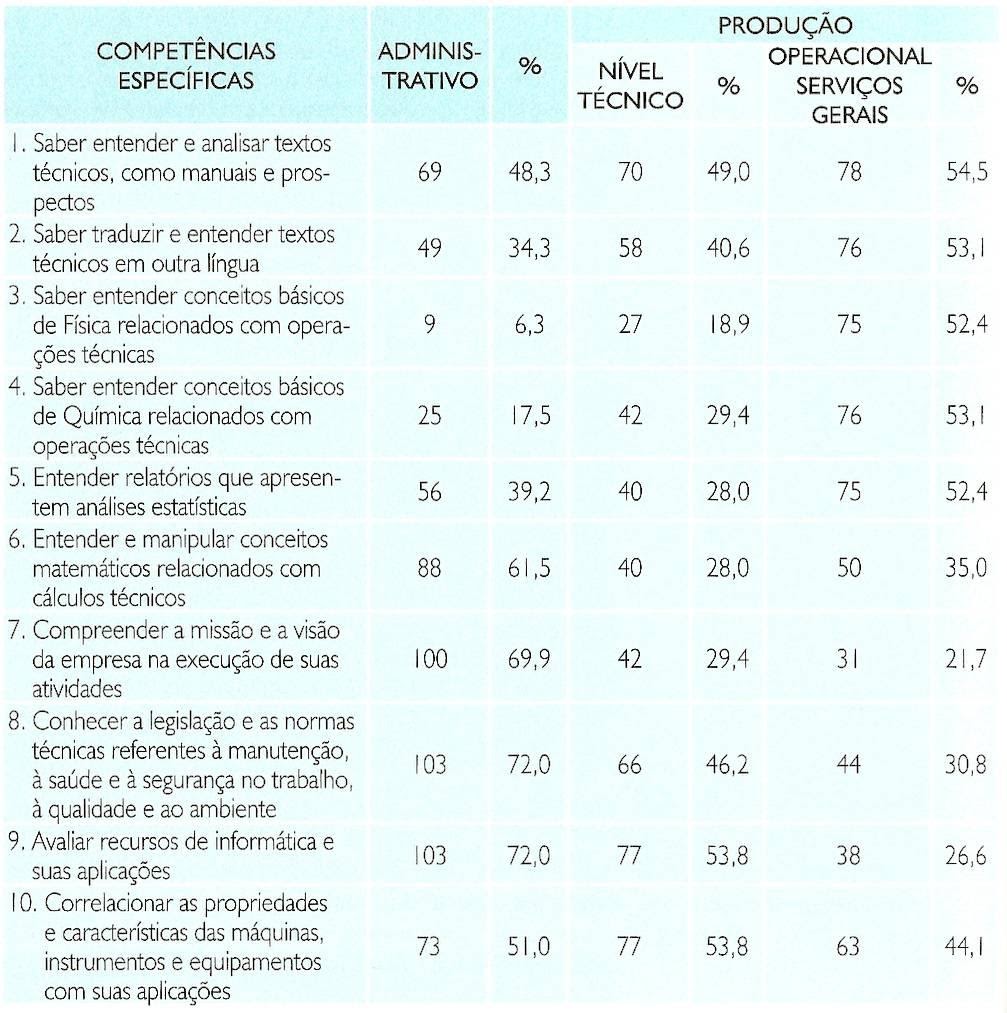 COMPETÊNCIAS ESPECÍFICAS ADMINIS-TRATIVO % PRODUÇÃO
NÍVEL TÉCNICO % OPERACIONAL SERVIÇOS GERAIS %
1. Saber entender e analisar textos
técnicos, como manuais e pros- 69 48,3 70 49,0 78 54,5
pectos
2. Saber traduzir e entender textos
técnicos em outra língua 49 34,3 58 40,6 76 53,1
3. Saber entender conceitos básicos
de Física relacionados com opera- 9 6,3 27 18,9 75 52,4
ções técnicas
4. Saber entender conceitos básicos
de Química relacionados com 25 17,5 42 29,4 76 53,1
operações técnicas
5. Entender relatórios que apresen-
tem análises estatísticas 56 39,2 40 28,0 75 52,4
6. Entender e manipular conceitos
matemáticos relacionados com 88 61,5 40 28,0 50 35,0
cálculos técnicos
7. Compreender a missão e a visão
da empresa na execução de suas 100 69,9 42 29,4 31 21,7
atividades
8. Conhecer a legislação e as normas
técnicas referentes à manutenção, 103 72,0 66 46,2 44 30,8
à saúde e à segurança no trabalho,
à qualidade e ao ambiente
9. Avaliar recursos de informática e
suas aplicações 103 72,0 77 53,8 38 26,6
10. Correlacionar as propriedades
e características das máquinas, 73 51,0 77 53,8 63 44,1
instrumentos e equipamentos
com suas aplicações